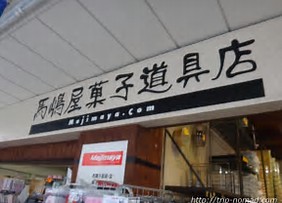 馬嶋屋菓子道具店
Majimaya.com
Majimaya
http://trip-nomad.com